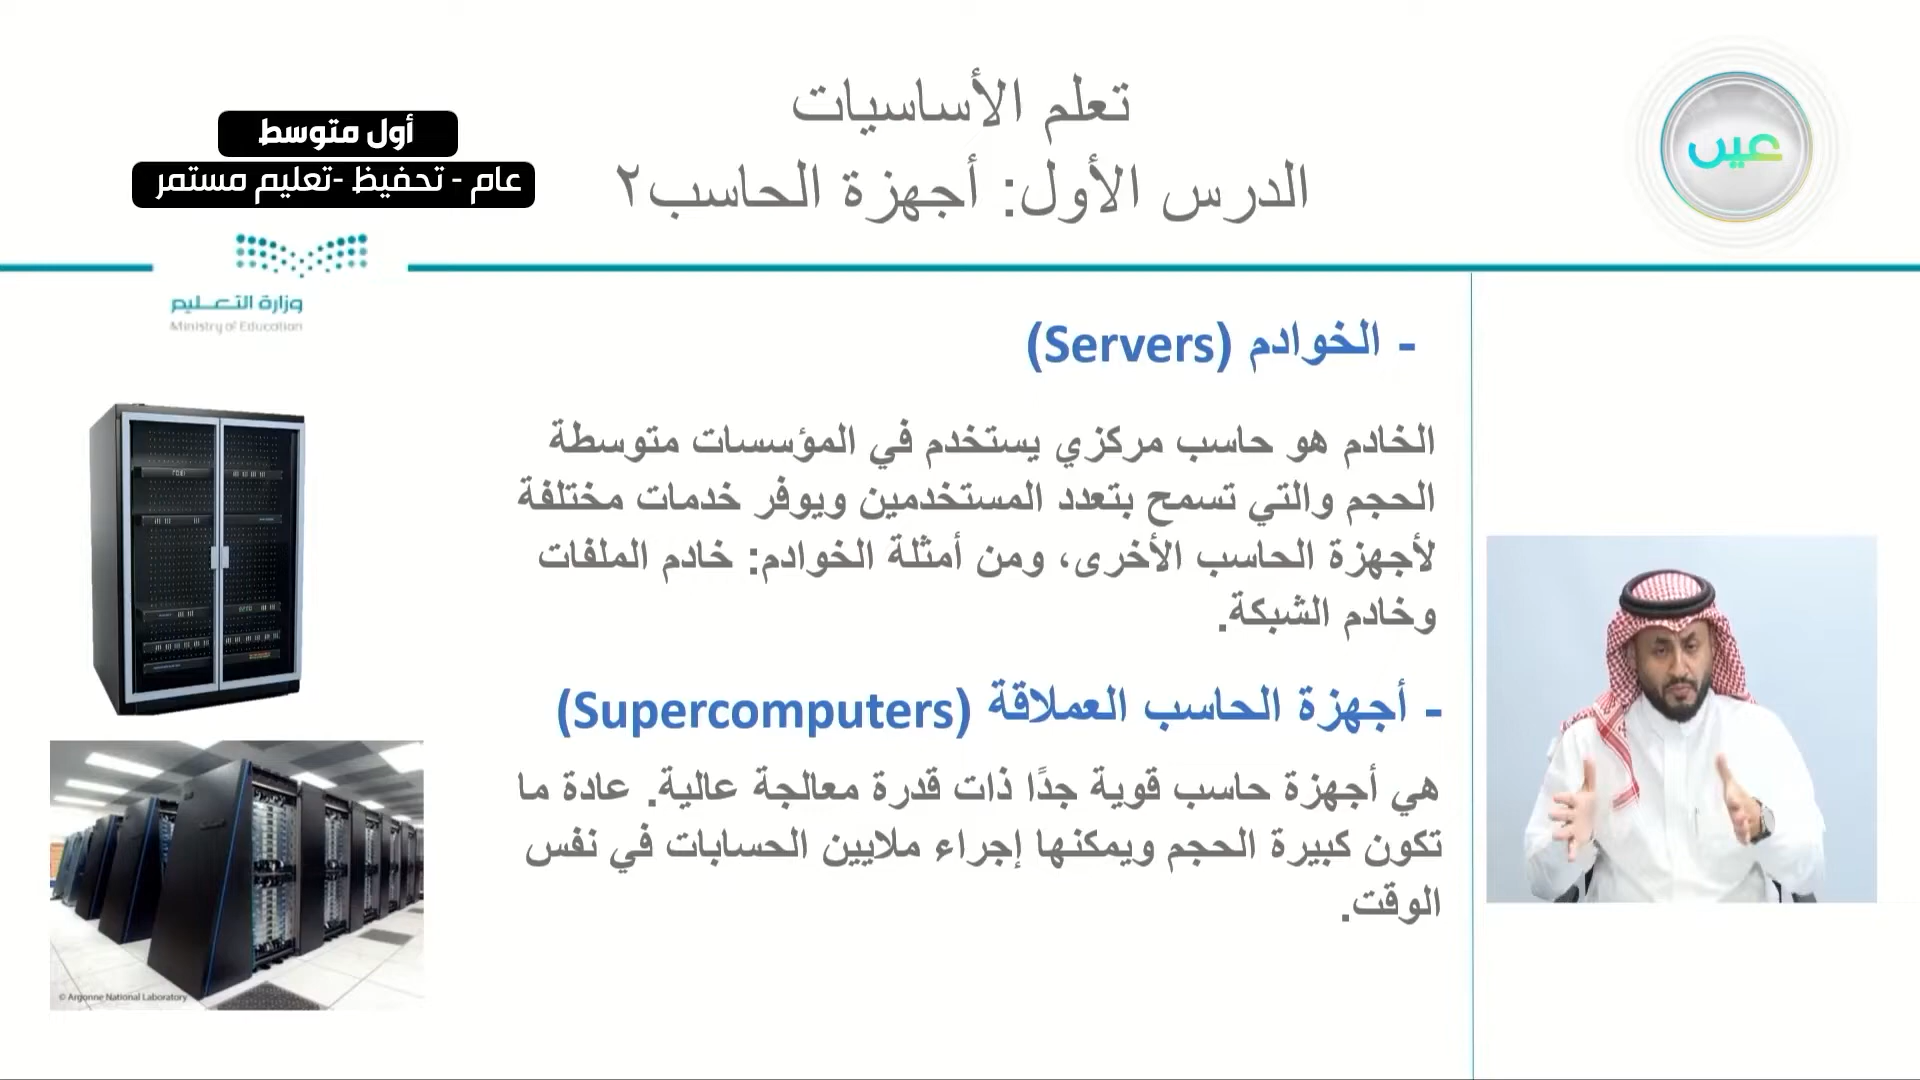 تعلم الأساسيات
الدرس الأول: أجهزة الحاسب٢
عين
أول متوسط
عام - تحفيظ -تعليم مستمر
وزارة التعـــليم
Ministry of Education
- الخوادم (Servers)
الخادم هو حاسب مركزي يستخدم في المؤسسات متوسطة
الحجم والتي تسمح بتعدد المستخدمين ويوفر خدمات مختلفة
لأجهزة الحاسب الأخرى، ومن أمثلة الخوادم: خادم الملفات
وخادم الشبكة.
- أجهزة الحاسب العملاقة (Supercomputers)
هي أجهزة حاسب قوية جدًا ذات قدرة معالجة عالية. عادة ما
تكون كبيرة الحجم ويمكنها إجراء ملايين الحسابات في نفس
الوقت.
© Argonne National Laboratory